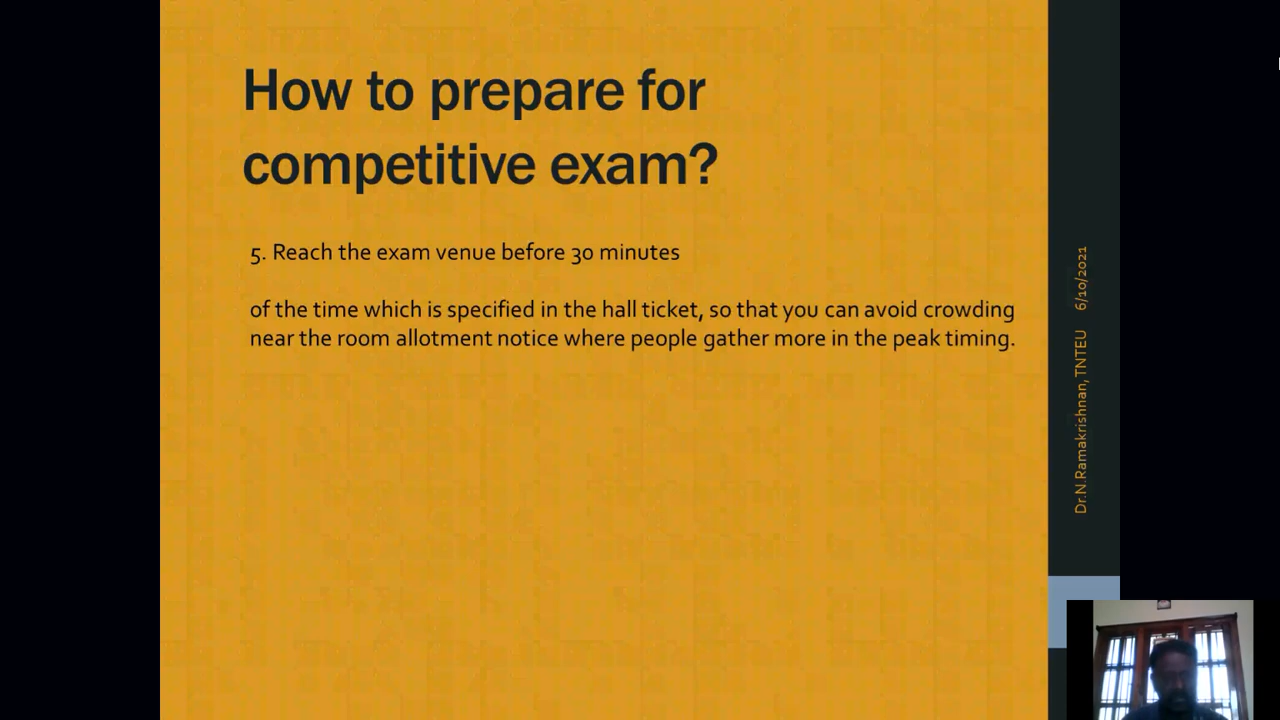 How to prepare for
competitive exam?
5. Reach the exam venue before 30 minutes
of the time which is specified in the hall ticket, so that you can avoid crowding
near the room allotment notice where people gather more in the peak timing.
Dr.N.Ramakrishnan,TNTEU 6/10/2021